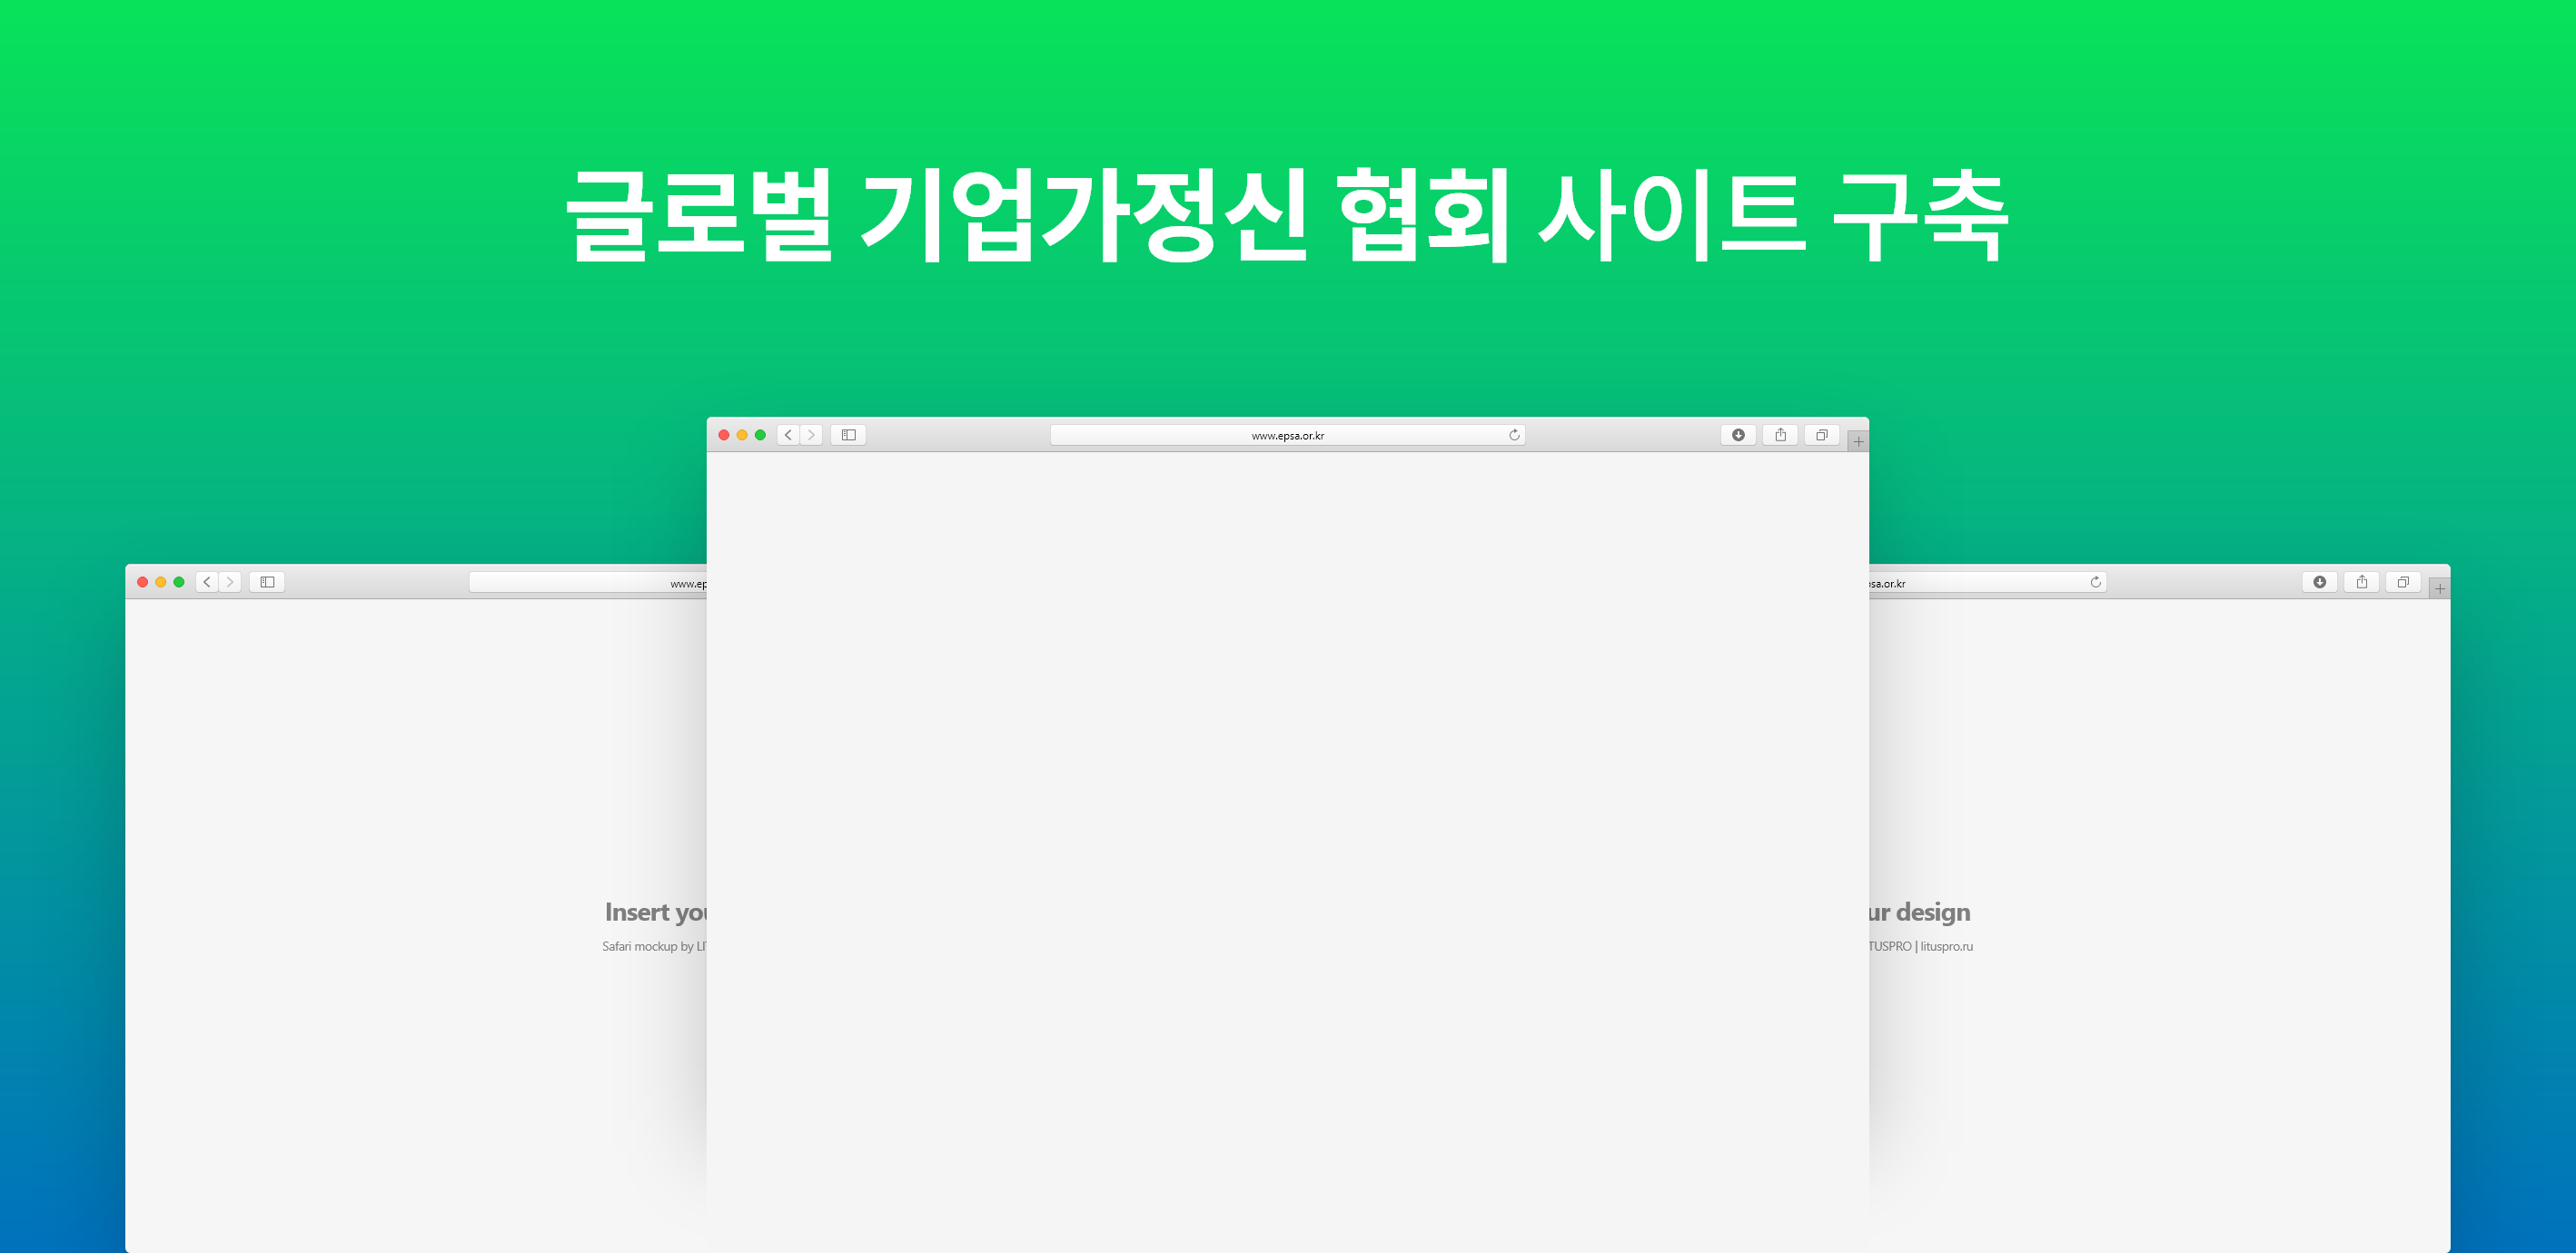 글로벌 기업가정신 협회 사이트 구축
www.epsa.or.kr
www.ep
sa.or.kr
Insert you
ur design
Safari mockup by LI
TUSPRO | lituspro.ru